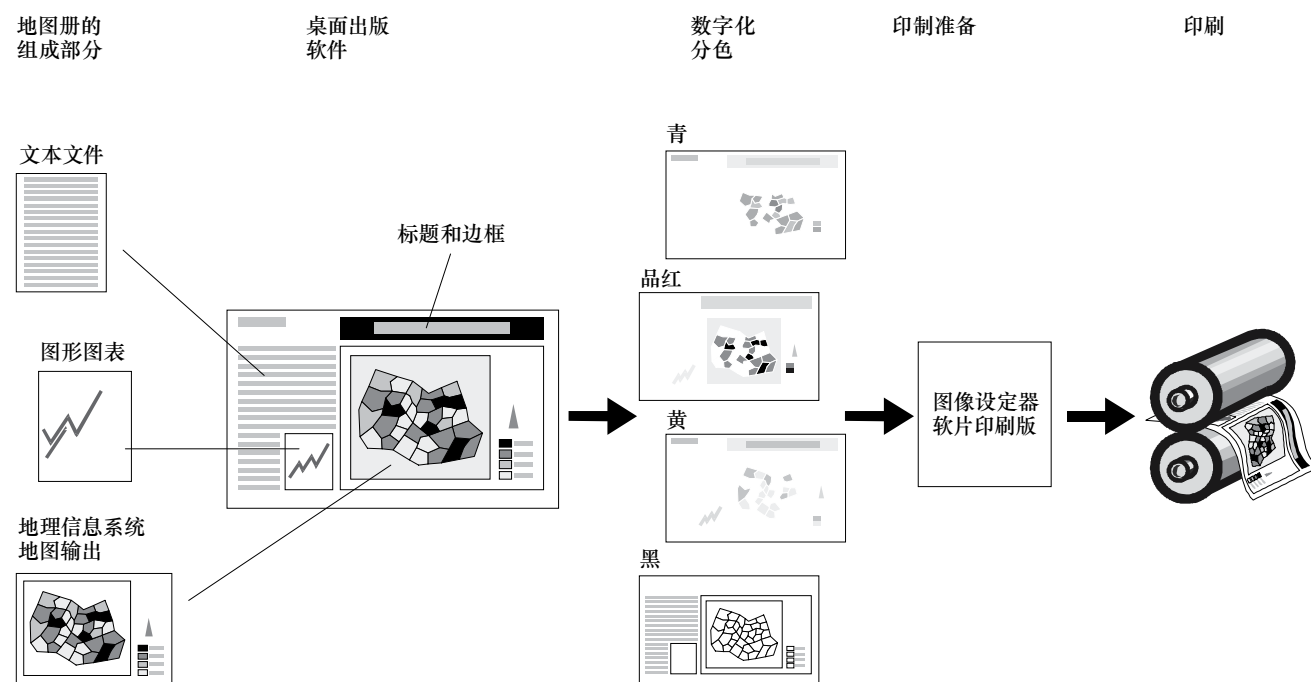 地图册的
组成部分
桌面出版
软件
数字化
分色
印制准备
印刷
文本文件
图形图表
地理信息系统
地图输出
标题和边框
青
品红
黄
黑
图像设定器
软片印刷版